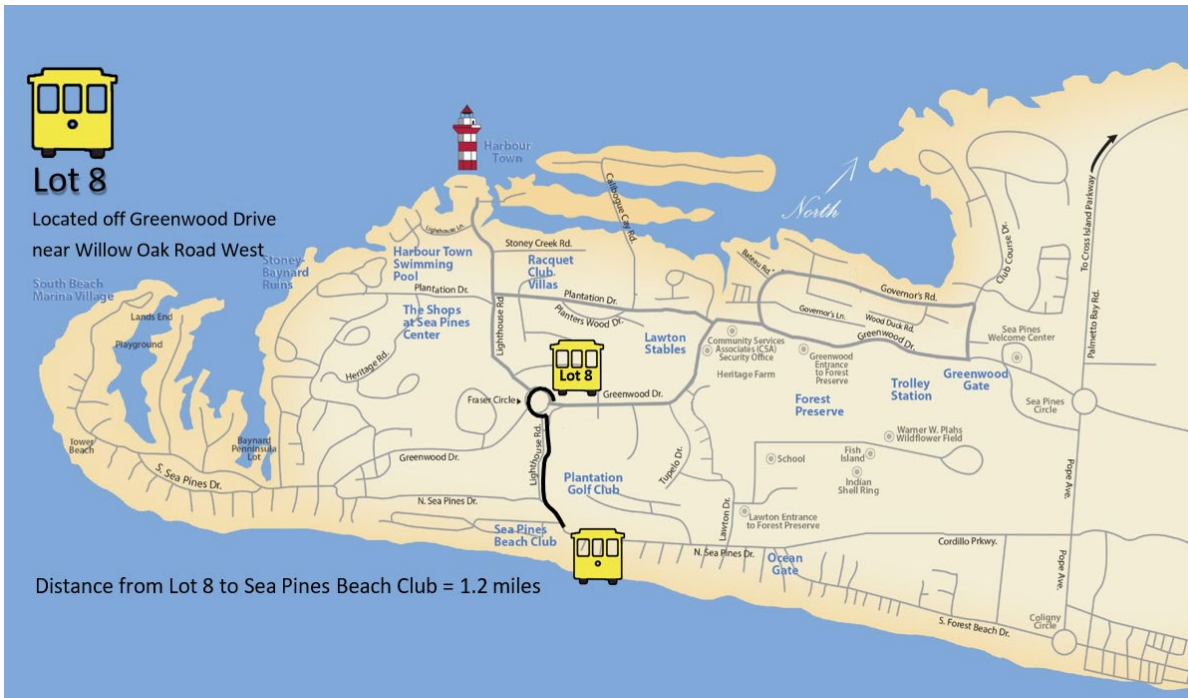 Lot 8
Located off Greenwood Drive
near Willow Oak Road West
Harbour
Town
Calibogue Cay Rd.
North
To Cross Island Parkway
Palmetto Bay Rd.
Club Course Dr.
Lighthouse Ln.
Stoney Creek Rd.
Harbour Town
Swimming
Pool
Racquet
Club
Villas
Stoney-
Baynard
Ruins
South Beach
Marina Village
Lands End
Playground
Plantation Dr.
Plantation Dr.
Planters Wood Dr.
The Shops
at Sea Pines
Center
Lighthouse Rd.
Heritage Rd.
Bateau Rd.
Governor's Rd.
Governor's Ln.
Wood Duck Rd.
Greenwood Dr.
Lawton
Stables
Community Services
Associates (CSA)
Security Office
Heritage Farm
Greenwood
Entrance
to Forest
Preserve
Sea Pines
Welcome Center
Greenwood
Gate
Trolley
Station
Forest
Preserve
Sea Pines
Circle
Lot 8
Fraser Circle
Greenwood Dr.
Warner W. Plahs
Wildflower Field
Fish
Island
Indian
Shell Ring
School
Tupelo Dr.
Lawton Dr.
Lawton Entrance
to Forest Preserve
Tower
Beach
Baynard
Penninsula
Lot
S. Sea Pines Dr.
Greenwood Dr.
Lighthouse Rd.
N. Sea Pines Dr.
Plantation
Golf Club
Sea Pines
Beach Club
N. Sea Pines Dr.
Ocean
Gate
Cordillo Prkwy.
Pope Ave.
Pope Ave.
Coligny
Circle
S. Forest Beach Dr.
Distance from Lot 8 to Sea Pines Beach Club = 1.2 miles